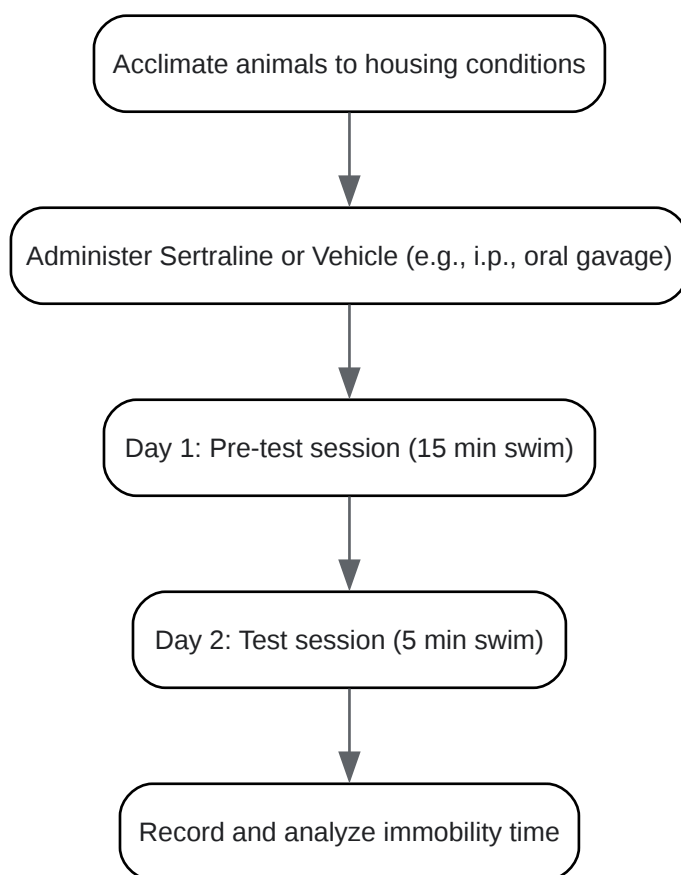 Acclimate animals to housing conditions
Administer Sertraline or Vehicle (e.g., i.p., oral gavage)
Day 1: Pre-test session (15 min swim)
Day 2: Test session (5 min swim)
Record and analyze immobility time